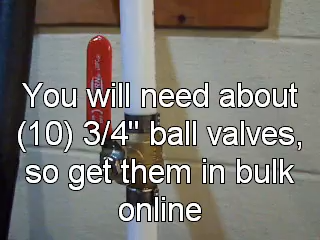 You will need about
(10) 3/4" ball valves,
so get them in bulk
online